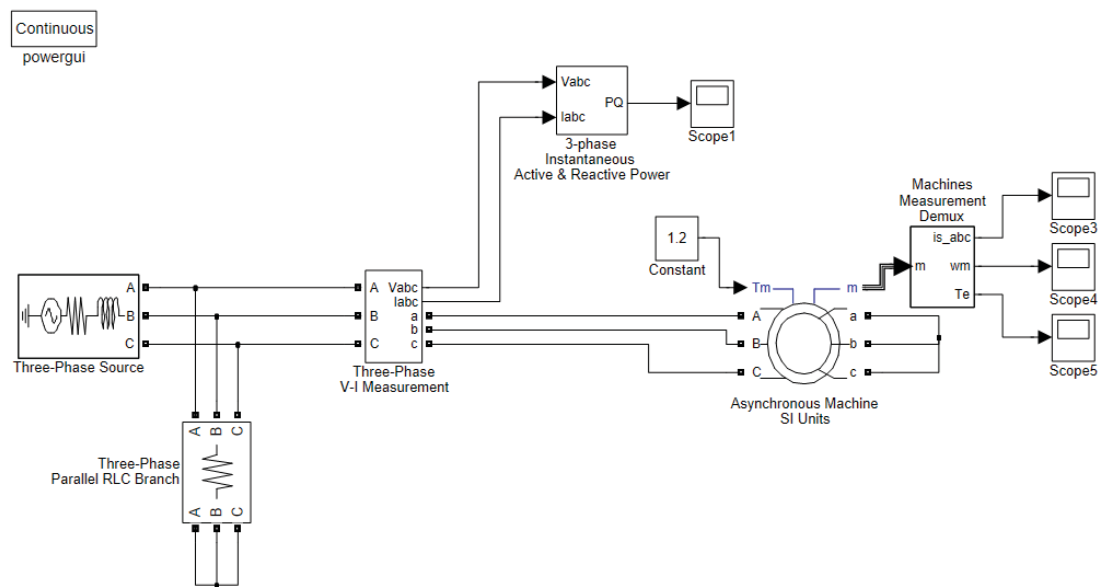 Continuous
powergui
Vabc
Iabc
PQ
3-phase
Instantaneous
Active & Reactive Power
Scope1
Machines
Measurement
Demux
is_abc
m
wm
Te
Scope3
Scope4
Scope5
1.2
Constant
Tm
m
A
B
C
a
b
c
Asynchronous Machine
SI Units
A
B
C
Three-Phase Source
A
B
C
Vabc
Iabc
a
b
c
Three-Phase
V-I Measurement
A
B
C
Three-Phase
Parallel RLC Branch
A
B
C